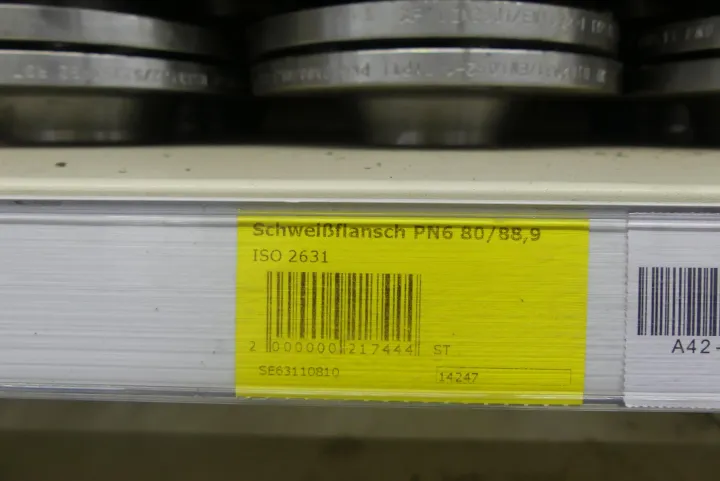 Schweißflansch PN6 80/88,9
ISO 2631
2 000000 217444 ST
SE63110810
14247
A42-